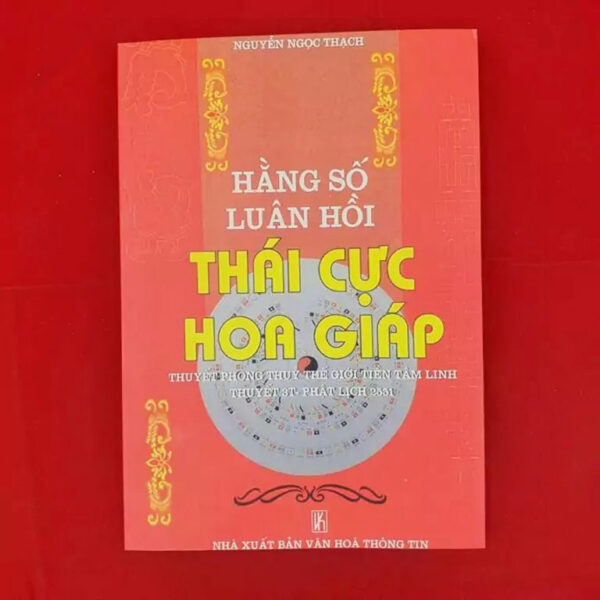 NGUYỄN NGỌC THẠCH
HẰNG SỐ
LUÂN HỒI
THÁI CỰC
HOA GIÁP
THUYẾT PHONG THUỶ THẾ GIỚI TIỀN TÂM LINH
THUYẾT 3T- PHẬT LỊCH 2551
NHÀ XUẤT BẢN VĂN HOÁ THÔNG TIN